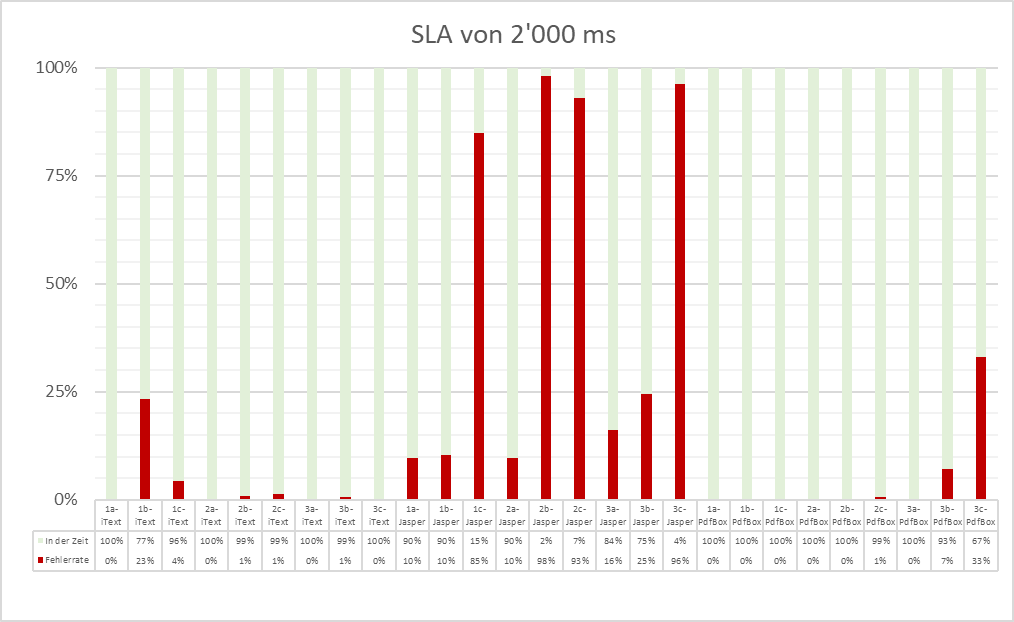 SLA von 2'000 ms
100%
75%
50%
25%
0%
1a-iText 1b-iText 1c-iText 2a-iText 2b-iText 2c-iText 3a-iText 3b-iText 3c-iText 1a-Jasper 1b-Jasper 1c-Jasper 2a-Jasper 2b-Jasper 2c-Jasper 3a-Jasper 3b-Jasper 3c-Jasper 1a-PdfBox 1b-PdfBox 1c-PdfBox 2a-PdfBox 2b-PdfBox 2c-PdfBox 3a-PdfBox 3b-PdfBox 3c-PdfBox
In der Zeit 100% 77% 96% 100% 99% 99% 100% 99% 100% 90% 90% 15% 90% 2% 7% 84% 75% 4% 100% 100% 100% 100% 100% 99% 100% 93% 67%
Fehlerrate 0% 23% 4% 0% 1% 1% 0% 1% 0% 10% 10% 85% 10% 98% 93% 16% 25% 96% 0% 0% 0% 0% 0% 1% 0% 7% 33%